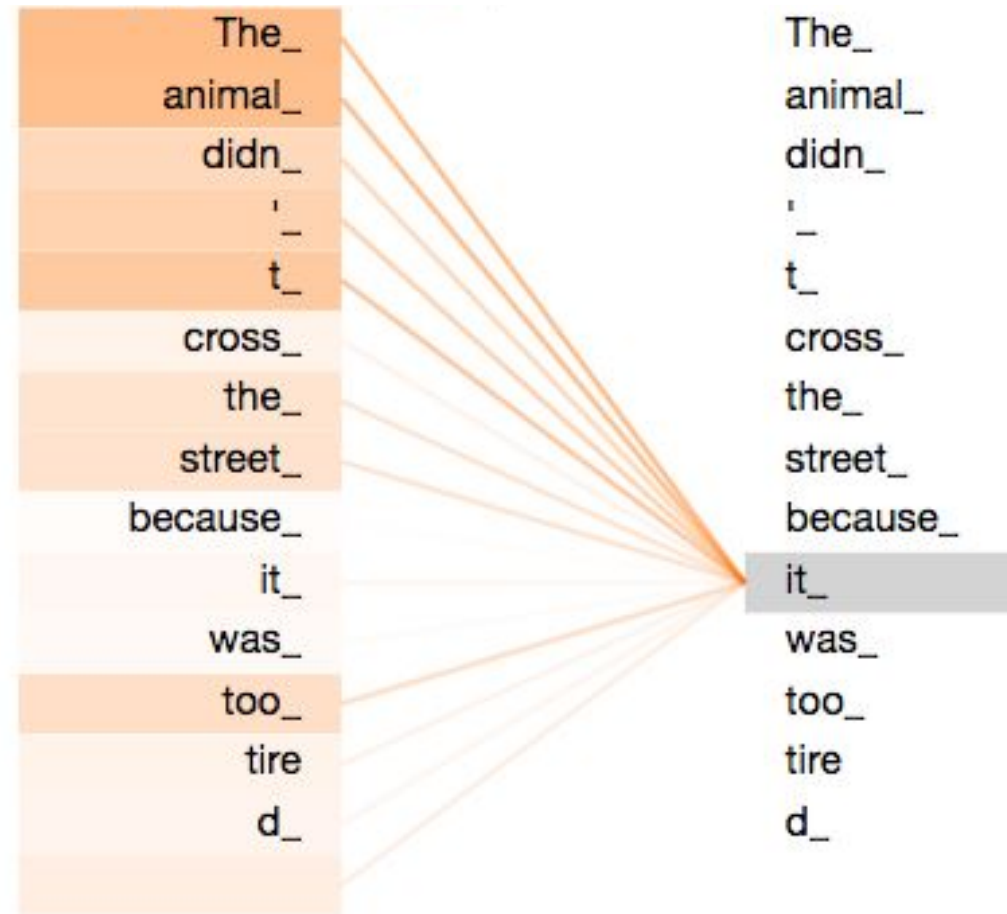 The_ The_
animal_ animal_
didn_ didn_
'_ '_
t_ t_
cross_ cross_
the_ the_
street_ street_
because_ because_
it_ it_
was_ was_
too_ too_
tire tire
d_ d_